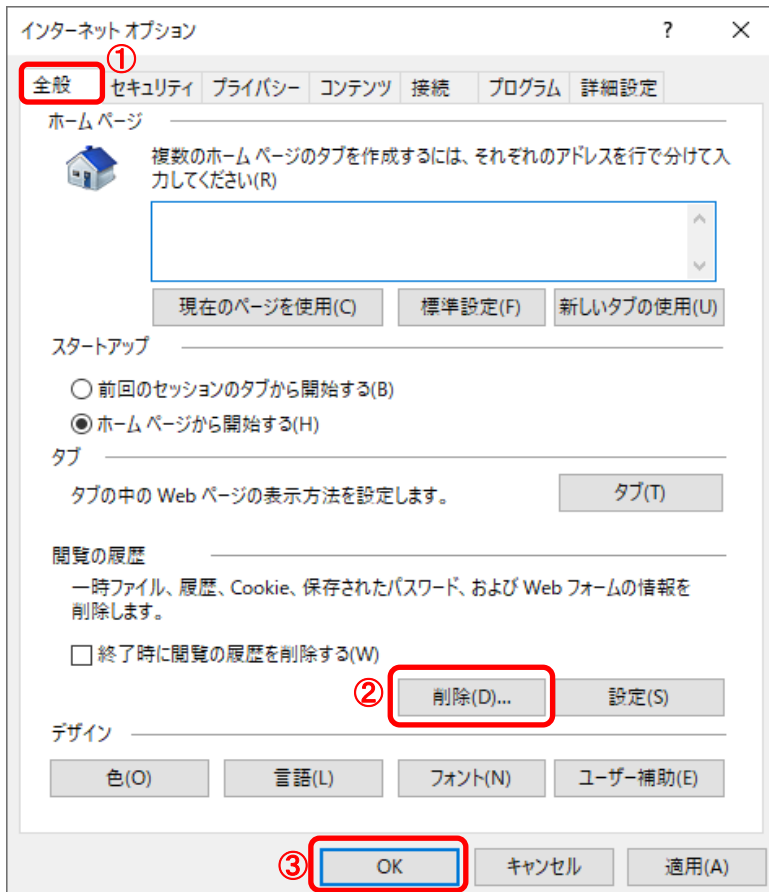 インターネット オプション
?
①
全般 セキュリティ プライバシー コンテンツ 接続 プログラム 詳細設定
ホーム ページ
複数のホーム ページのタブを作成するには、それぞれのアドレスを行で分けて入
力してください(R)
現在のページを使用(C) 標準設定(F) 新しいタブの使用(U)
スタートアップ
前回のセッションのタブから開始する(B)
ホーム ページから開始する(H)
タブ
タブの中の Web ページの表示方法を設定します。 タブ(T)
閲覧の履歴
一時ファイル、履歴、Cookie、保存されたパスワード、および Web フォームの情報を
削除します。
終了時に閲覧の履歴を削除する(W)
② 削除(D)... 設定(S)
デザイン
色(O) 言語(L) フォント(N) ユーザー補助(E)
③ OK キャンセル 適用(A)